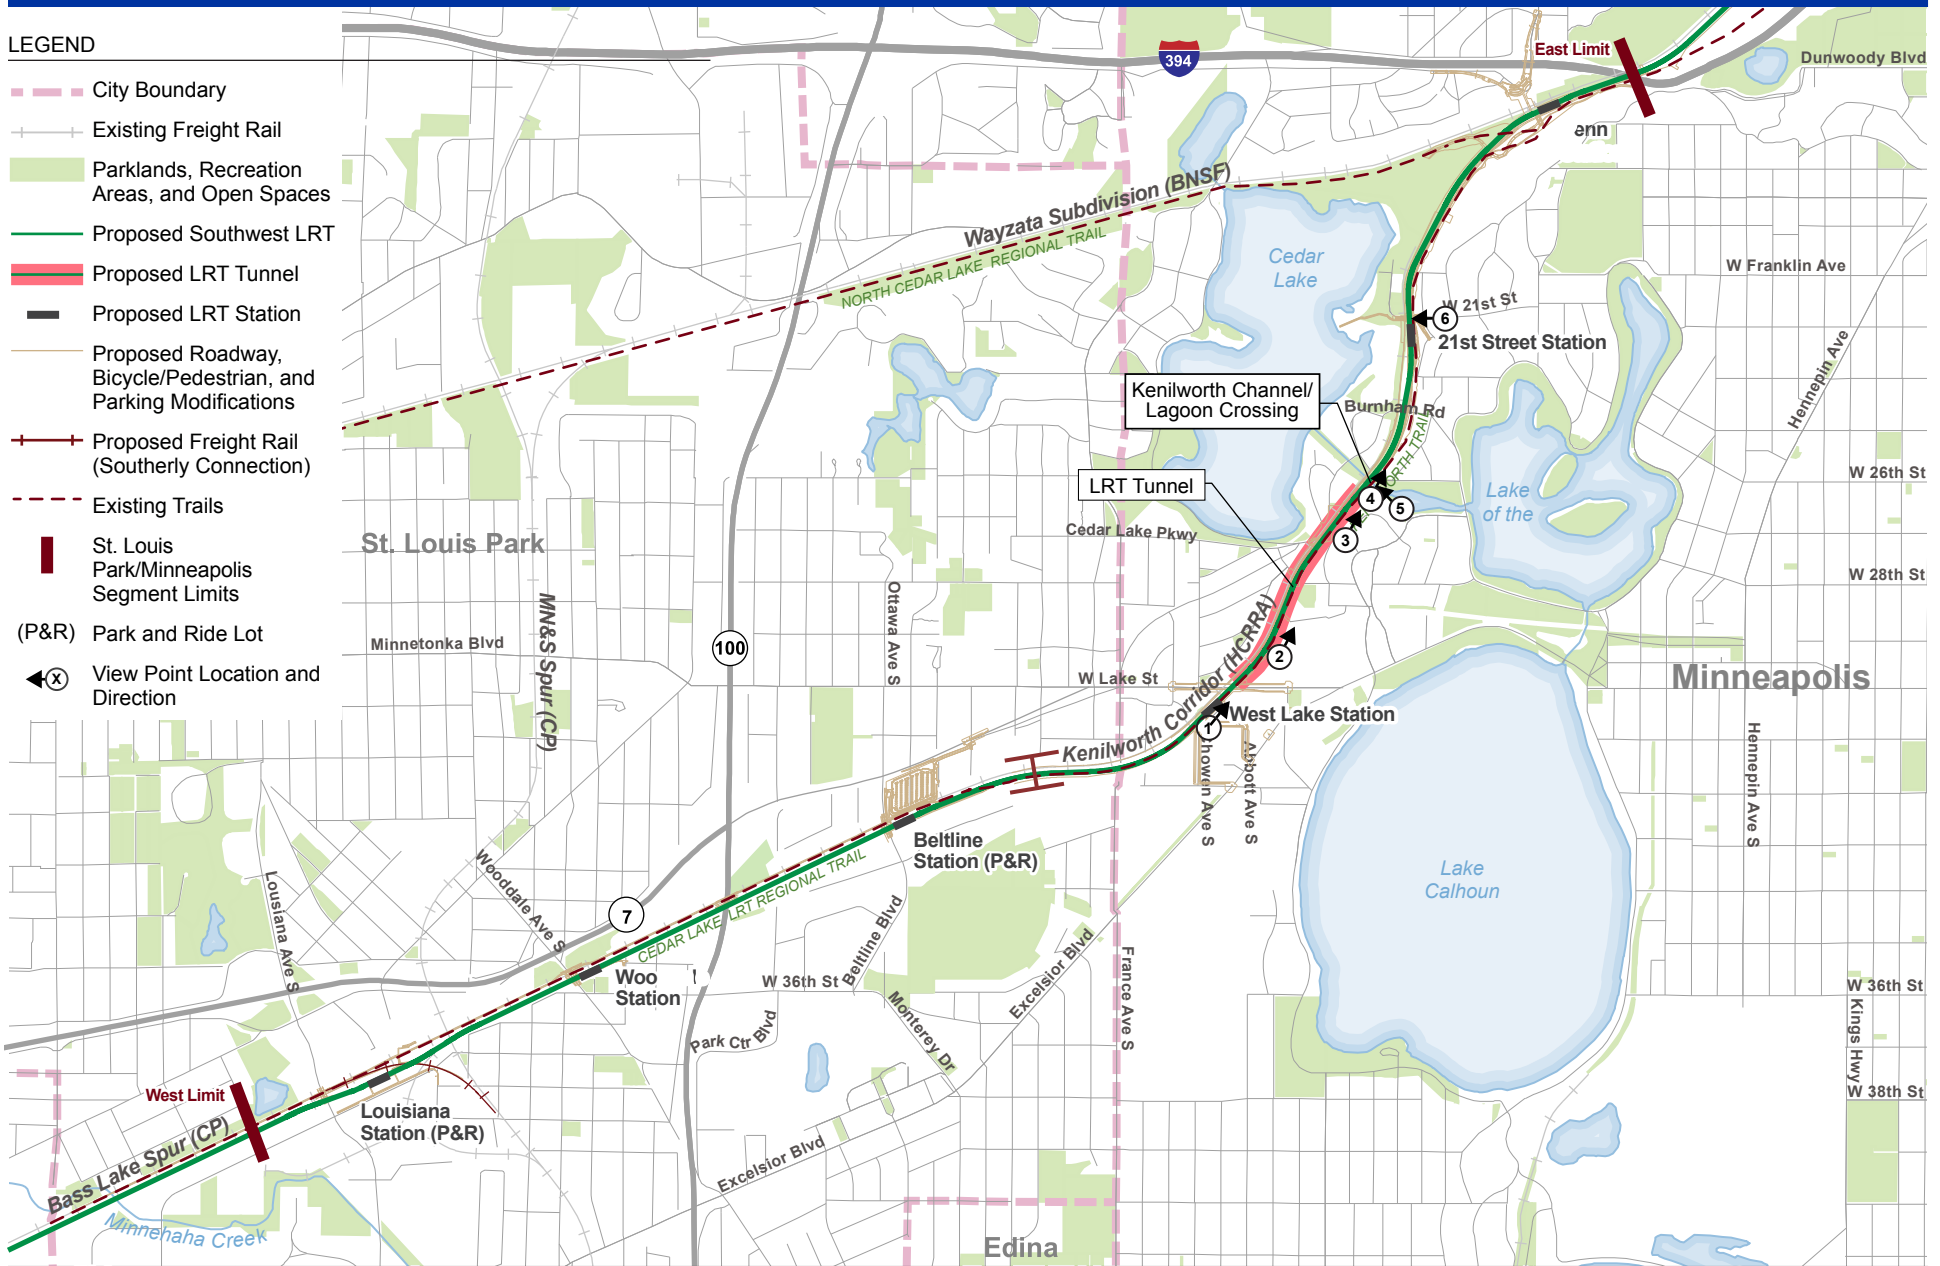 LEGEND
City Boundary
Existing Freight Rail
Parklands, Recreation
Areas, and Open Spaces
Proposed Southwest LRT
Proposed LRT Tunnel
Proposed LRT Station
Proposed Roadway,
Bicycle/Pedestrian, and
Parking Modifications
Proposed Freight Rail
(Southerly Connection)
Existing Trails
St. Louis
Park/Minneapolis
Segment Limits
(P&R) Park and Ride Lot
X View Point Location and
Direction
394
East Limit
Dunwoody Blvd
enn
Wayzata Subdivision (BNSF)
NORTH CEDAR LAKE REGIONAL TRAIL
Cedar
Lake
W Franklin Ave
W 21st St
6
21st Street Station
Hennepin Ave
Kenilworth Channel/
Lagoon Crossing
Burnham Rd
ORTH TRAIL
LRT Tunnel
4
5
3
Lake
of the
W 26th St
Cedar Lake Pkwy
St. Louis Park
W 28th St
MN&S Spur (CP)
Ottawa Ave S
Minnetonka Blvd
100
2
W Lake St
Kenilworth Corridor (HCRRA)
Minneapolis
1
West Lake Station
howen Ave S
Abbott Ave S
Hennepin Ave S
Beltline
Station (P&R)
Lake
Calhoun
Wooddale Ave S
Lousiana Ave S
7
CEDAR LAKE LRT REGIONAL TRAIL
Beltline Blvd
Excelsior Blvd
France Ave S
Woo
Station
W 36th St
W 36th St
Monterey Dr
Park Ctr Blvd
Kings Hwy
W 38th St
West Limit
Louisiana
Station (P&R)
Bass Lake Spur (CP)
Excelsior Blvd
Minnehaha Creek
Edina